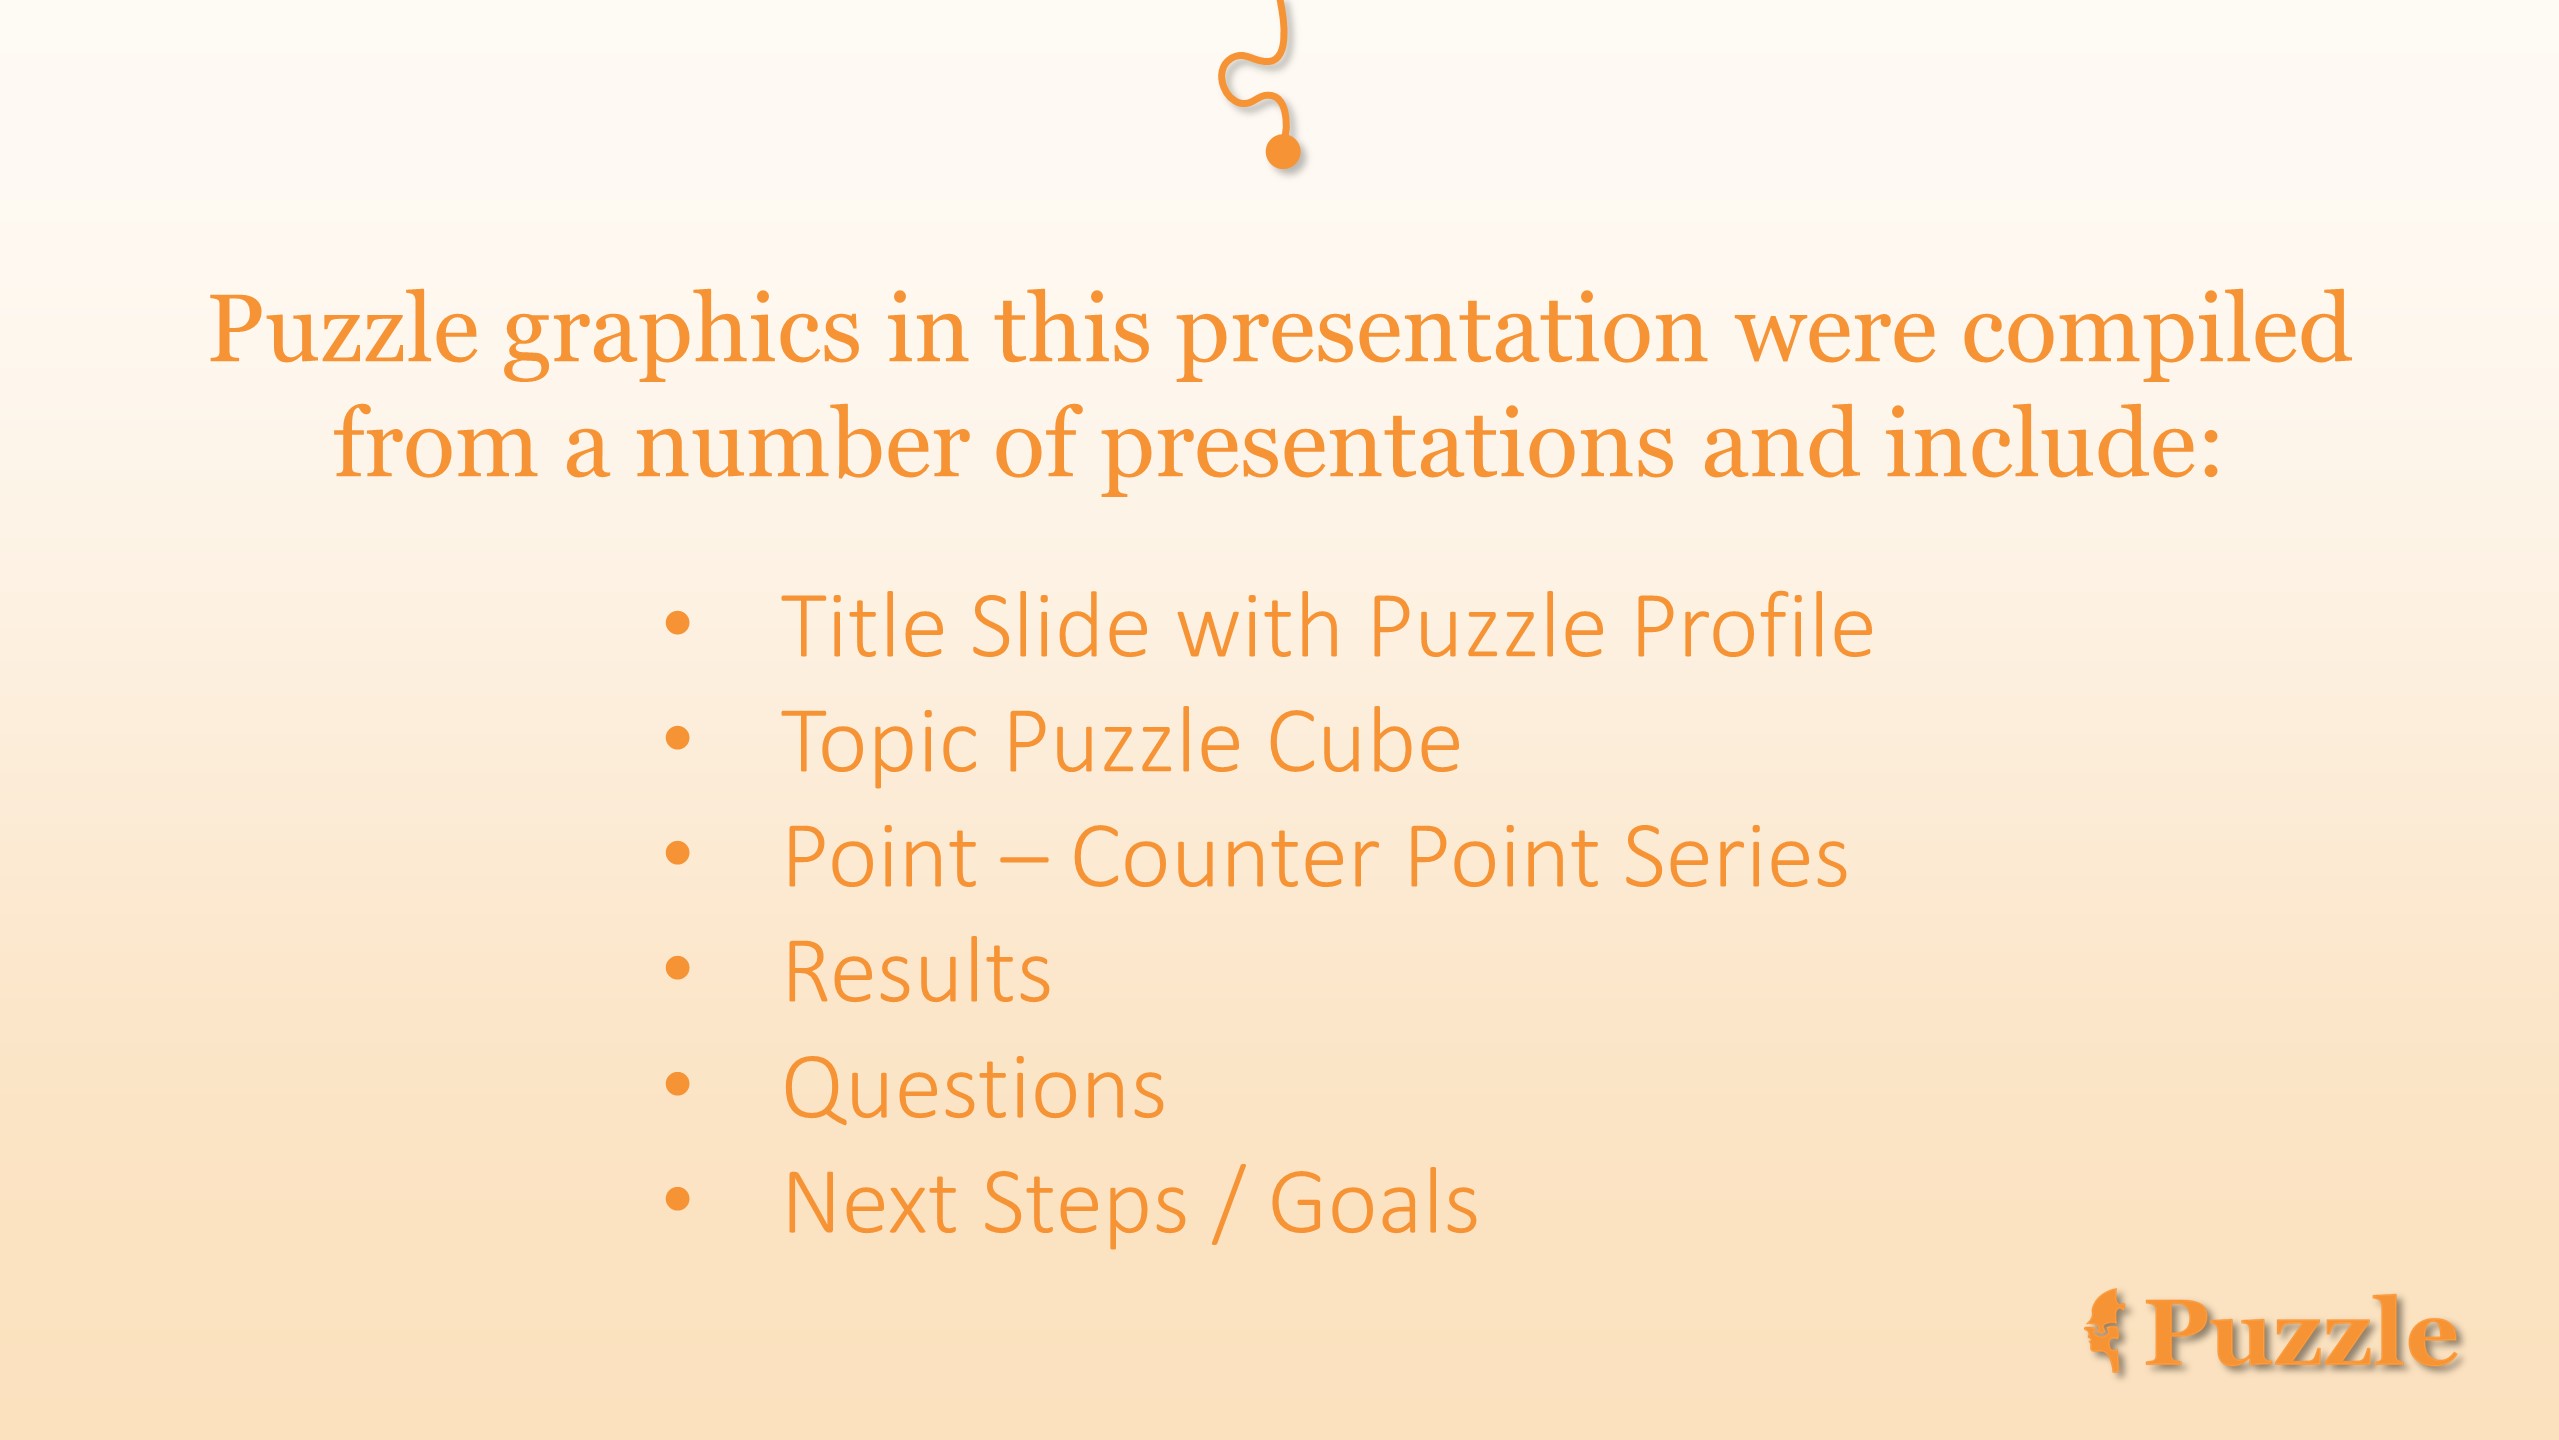 Puzzle graphics in this presentation were compiled
from a number of presentations and include:
• Title Slide with Puzzle Profile
• Topic Puzzle Cube
• Point – Counter Point Series
• Results
• Questions
• Next Steps / Goals
Puzzle